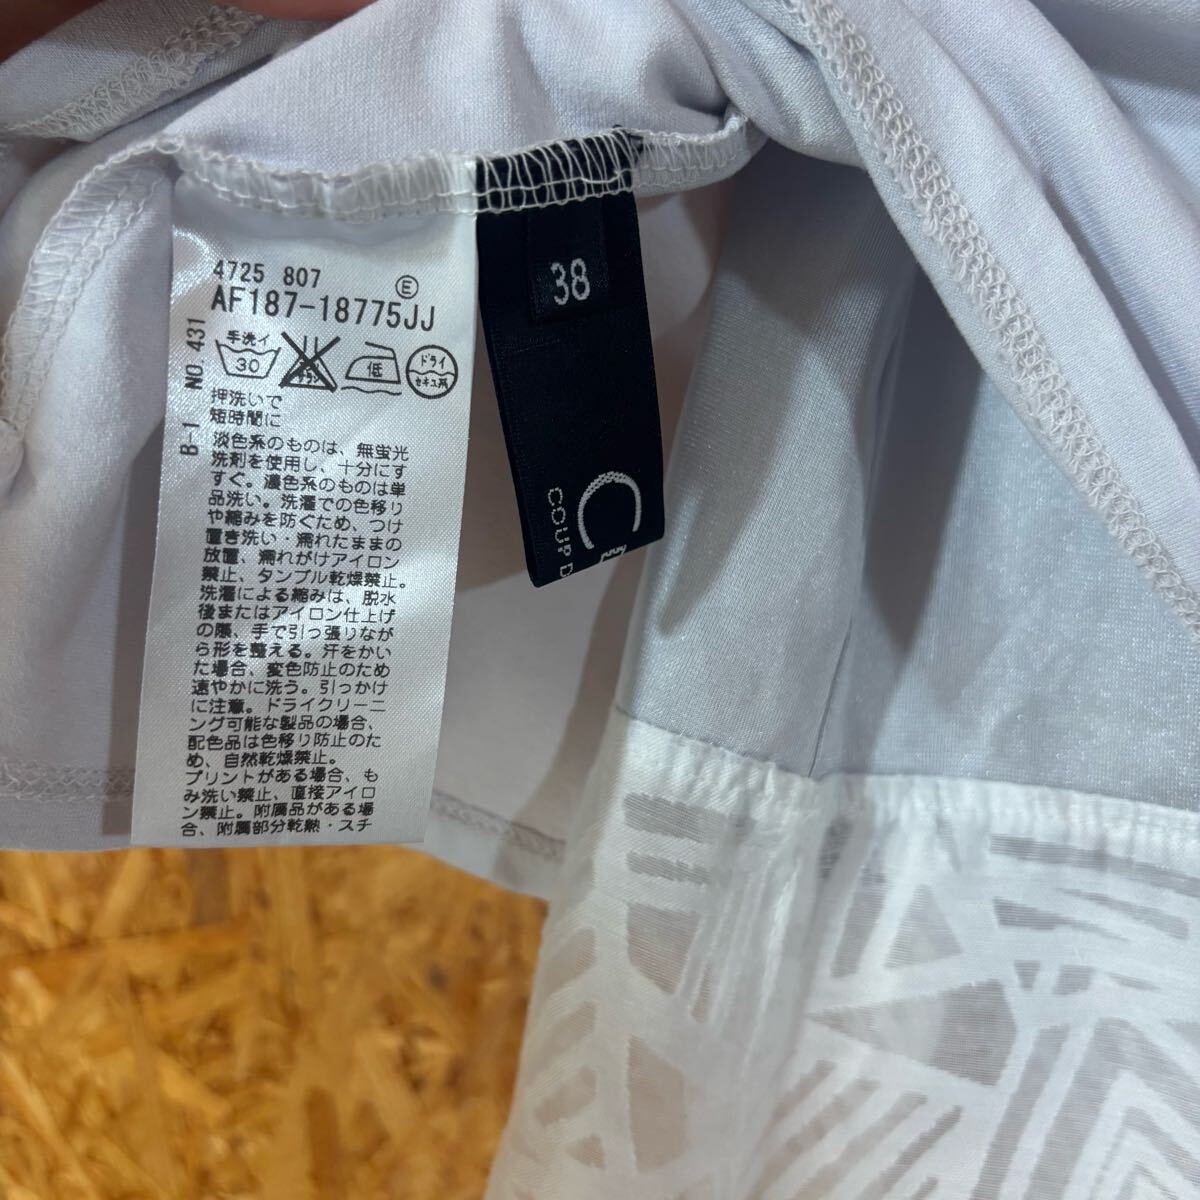 4725 807
Ⓔ
AF187-18775JJ
NO.431
B-1
手洗イ
30
低
ドライ
セキユ系
押洗いで
短時間に
淡色系のものは、無蛍光
洗剤を使用し、十分にす
すぐ。濃色系のものは単
品洗い。洗濯での色移り
や縮みを防ぐため、つけ
置き洗い・濡れたままの
放置、濡れがけアイロン
禁止、タンブル乾燥禁止。
洗濯による縮みは、脱水
後またはアイロン仕上げ
の際、手で引っ張りなが
ら形を整える。汗をかい
た場合、変色防止のため
速やかに洗う。引っかけ
に注意。ドライクリーニ
ング可能な製品の場合、
配色品は色移り防止のた
め、自然乾燥禁止。
プリントがある場合、も
み洗い禁止、直接アイロ
ン禁止。附属品がある場
合、附属部分乾熱・スチ
38
C
COUP D